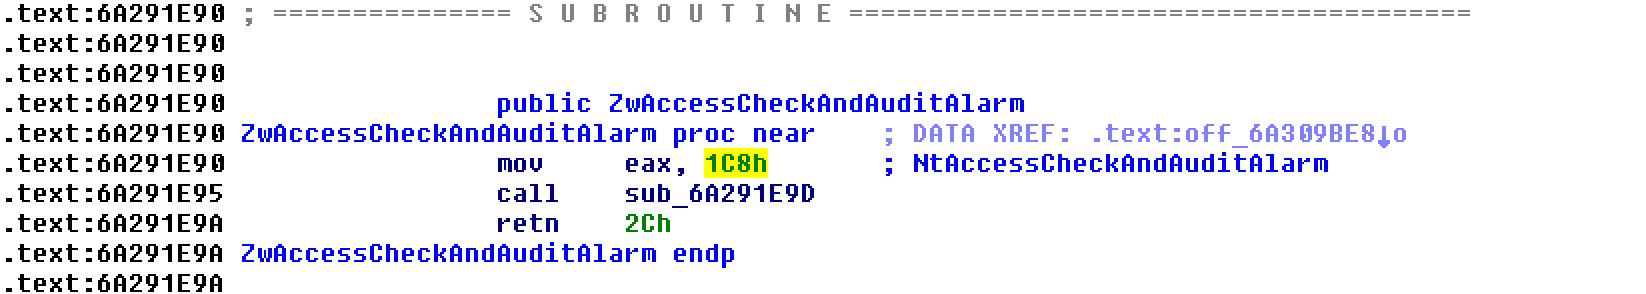 .text:6A291E90 ; =============== S U B R O U T I N E =======================================
.text:6A291E90
.text:6A291E90
.text:6A291E90                 public ZwAccessCheckAndAuditAlarm
.text:6A291E90 ZwAccessCheckAndAuditAlarm proc near    ; DATA XREF: .text:off_6A309BE8↓o
.text:6A291E90                 mov     eax, 1C8h       ; NtAccessCheckAndAuditAlarm
.text:6A291E95                 call    sub_6A291E9D
.text:6A291E9A                 retn    2Ch
.text:6A291E9A ZwAccessCheckAndAuditAlarm endp
.text:6A291E9A